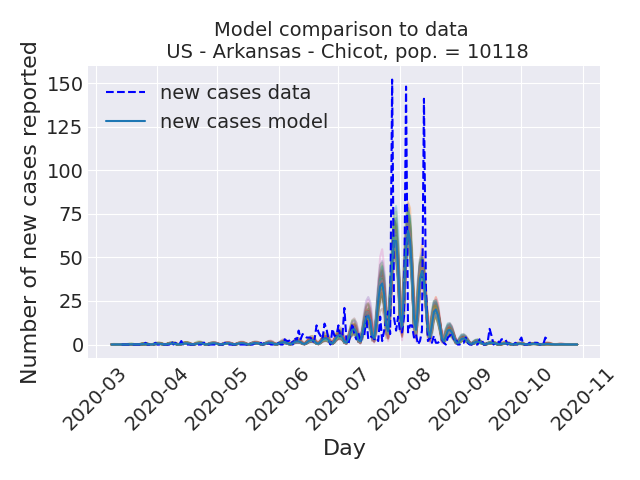 Model comparison to data
US - Arkansas - Chicot, pop. = 10118
Number of new cases reported
150
125
100
75
50
25
0
new cases data
new cases model
2020-03
2020-04
2020-05
2020-06
2020-07
2020-08
2020-09
2020-10
2020-11
Day